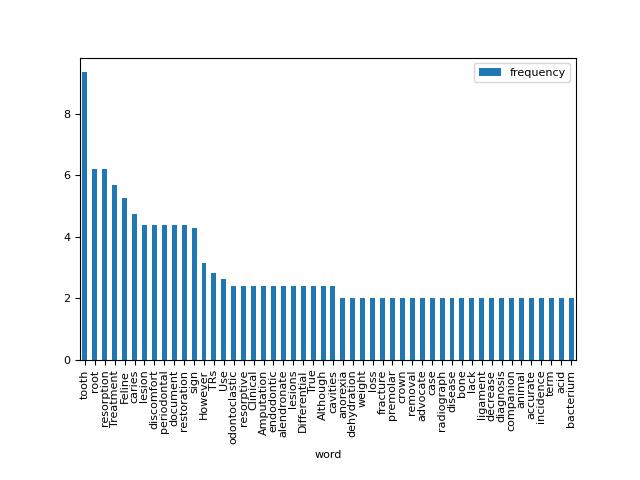 frequency
8
6
4
2
0
tooth
root
resorption
Treatment
Feline
caries
lesion
discomfort
periodontal
document
restoration
sign
However
TRs
Use
odontoclastic
resorptive
Clinical
Amputation
endodontic
alendronate
lesions
Differential
True
Although
cavities
anorexia
dehydration
weight
loss
fracture
premolar
crown
removal
advocate
case
radiograph
disease
bone
lack
ligament
decrease
diagnosis
companion
animal
accurate
incidence
term
acid
bacterium
word